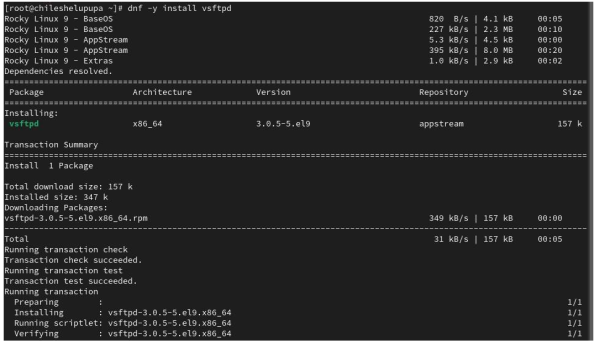 [root@chileshelupupa ~]# dnf -y install vsftpd
Rocky Linux 9 - BaseOS 820 B/s | 4.1 kB 00:05
Rocky Linux 9 - BaseOS 227 kB/s | 2.3 MB 00:10
Rocky Linux 9 - AppStream 5.3 kB/s | 4.5 kB 00:00
Rocky Linux 9 - AppStream 395 kB/s | 8.0 MB 00:20
Rocky Linux 9 - Extras 1.0 kB/s | 2.9 kB 00:02
Dependencies resolved.
Package Architecture Version Repository Size
Installing:
vsftpd x86_64 3.0.5-5.el9 appstream 157 k
Transaction Summary
Install 1 Package
Total download size: 157 k
Installed size: 347 k
Downloading Packages:
vsftpd-3.0.5-5.el9.x86_64.rpm 349 kB/s | 157 kB 00:00
Total 31 kB/s | 157 kB 00:05
Running transaction check
Transaction check succeeded.
Running transaction test
Transaction test succeeded.
Running transaction
Preparing : 1/1
Installing : vsftpd-3.0.5-5.el9.x86_64 1/1
Running scriptlet: vsftpd-3.0.5-5.el9.x86_64 1/1
Verifying : vsftpd-3.0.5-5.el9.x86_64 1/1